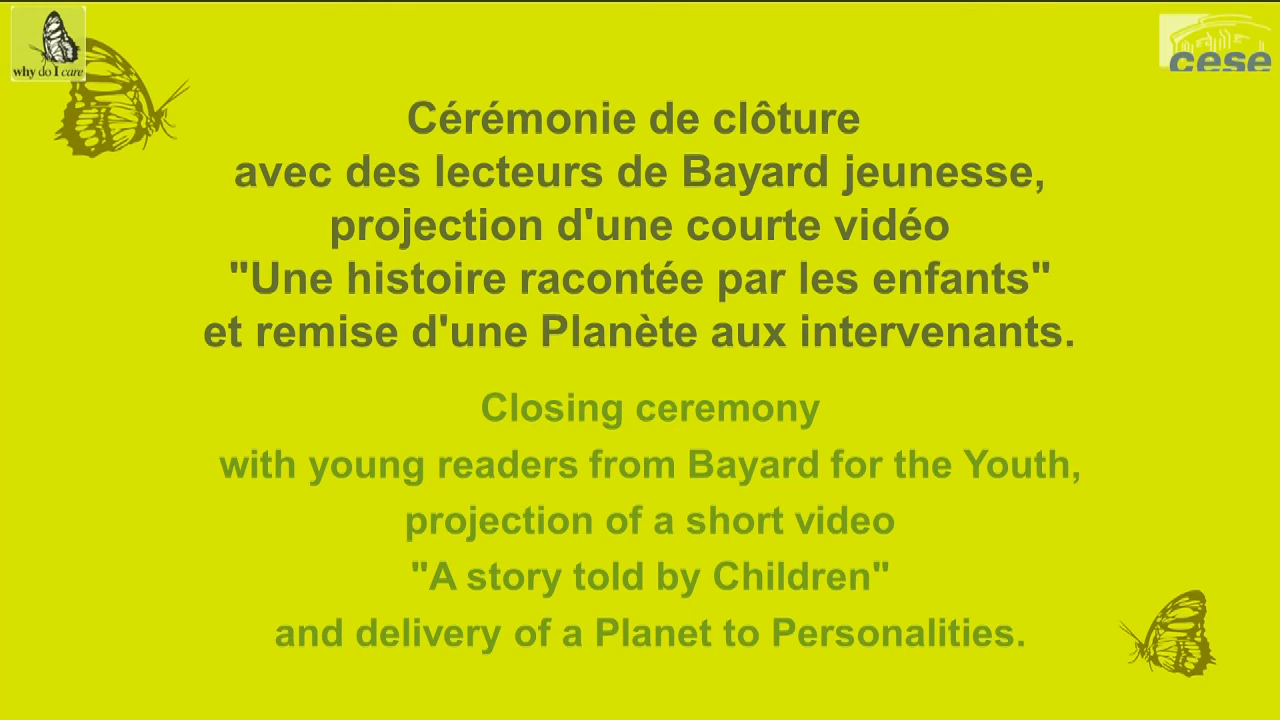 why do I care
cese
Cérémonie de clôture
avec des lecteurs de Bayard jeunesse,
projection d'une courte vidéo
"Une histoire racontée par les enfants"
et remise d'une Planète aux intervenants.
Closing ceremony
with young readers from Bayard for the Youth,
projection of a short video
"A story told by Children"
and delivery of a Planet to Personalities.